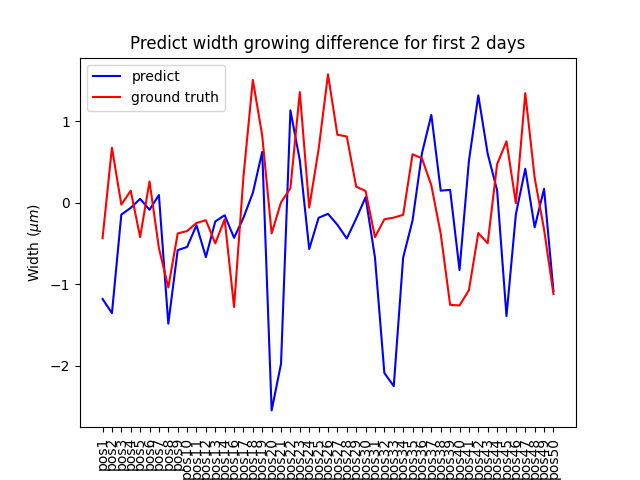 Predict width growing difference for first 2 days
predict
ground truth
Width (μm)
1
0
−1
−2
pos1
pos2
pos3
pos4
pos5
pos6
pos7
pos8
pos9
pos10
pos11
pos12
pos13
pos14
pos16
pos17
pos18
pos19
pos20
pos21
pos22
pos23
pos24
pos25
pos26
pos27
pos28
pos29
pos30
pos31
pos32
pos33
pos34
pos35
pos36
pos37
pos38
pos39
pos40
pos41
pos42
pos43
pos44
pos45
pos46
pos47
pos48
pos49
pos50